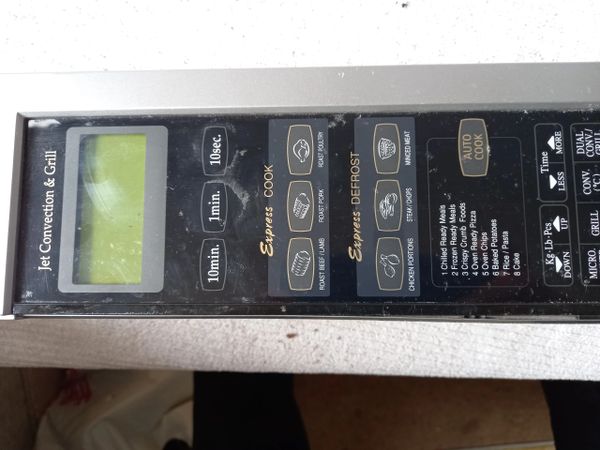 Jet Convection & Grill
10min.
1min.
10sec.
Express COOK
ROAST BEEF/LAMB
ROAST PORK
ROAST POULTRY
Express DEFROST
CHICKEN PORTIONS
STEAK/CHOPS
MINCED MEAT
AUTO
COOK
1 Chilled Ready Meals
2 Frozen Ready Meals
3 Crispy Crumb Foods
4 Oven Ready Pizza
5 Oven Chips
6 Baked Potatoes
7 Rice / Pasta
8 Cake
Kg·Lb·Pcs
DOWN
UP
Time
LESS
MORE
MICRO.
GRILL
CONV.
(°C)
DUAL
CONV./
GRILL